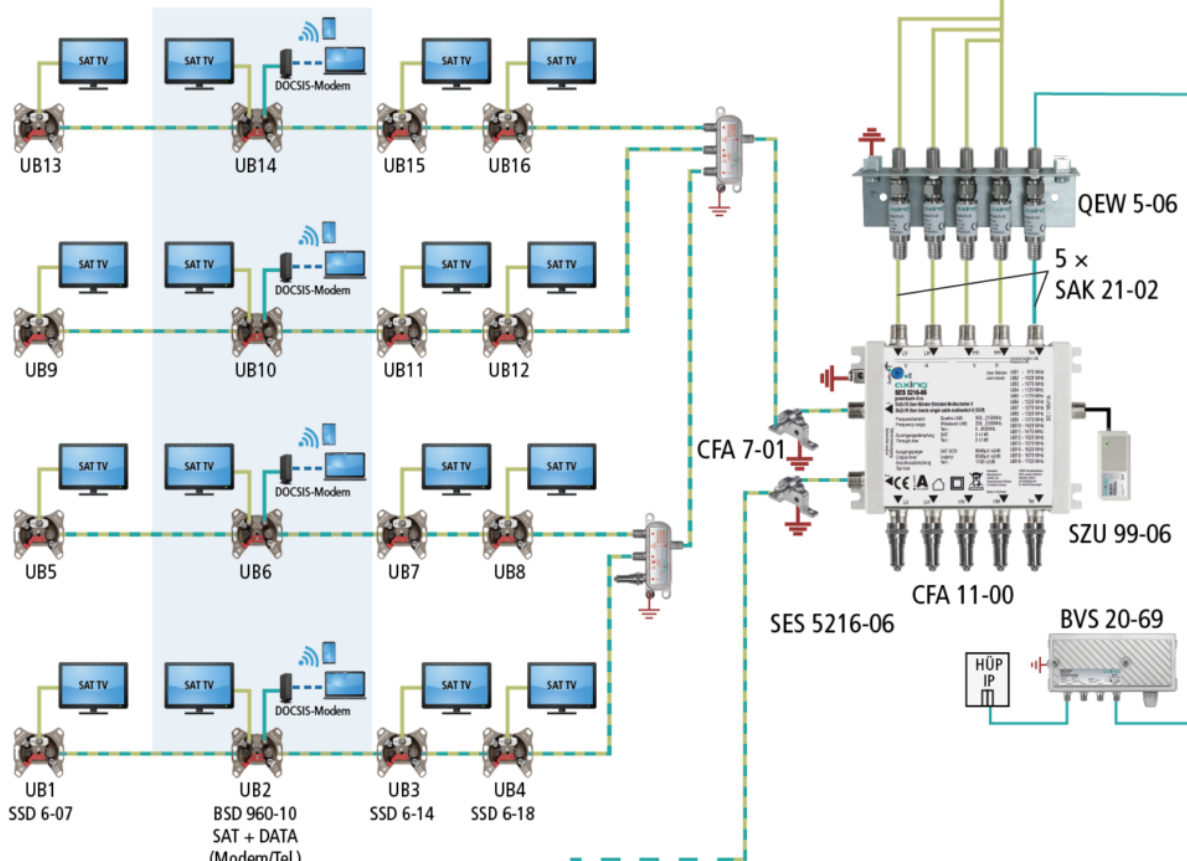 SAT TV
SAT TV
DOCSIS-Modem
SAT TV
SAT TV
UB13
UB14
UB15
UB16
QEW 5-06
5 ×
SAK 21-02
SAT TV
SAT TV
DOCSIS-Modem
SAT TV
SAT TV
UB9
UB10
UB11
UB12
axing
SES 5216-06
CFA 7-01
SZU 99-06
SAT TV
SAT TV
DOCSIS-Modem
SAT TV
SAT TV
UB5
UB6
UB7
UB8
CFA 11-00
SES 5216-06
BVS 20-69
HÜP
IP
SAT TV
SAT TV
DOCSIS-Modem
SAT TV
SAT TV
UB1
SSD 6-07
UB2
BSD 960-10
SAT + DATA
(Modem/Tel.)
UB3
SSD 6-14
UB4
SSD 6-18